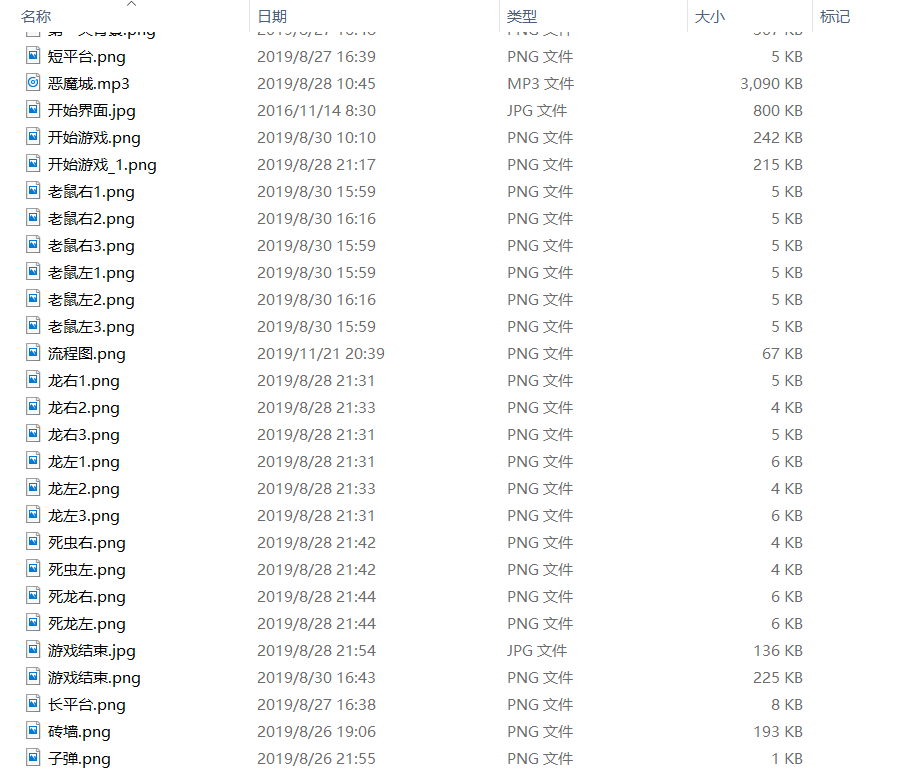 名称 日期 类型 大小 标记
短平台.png 2019/8/27 16:39 PNG 文件 5 KB
恶魔城.mp3 2019/8/28 10:45 MP3 文件 3,090 KB
开始界面.jpg 2016/11/14 8:30 JPG 文件 800 KB
开始游戏.png 2019/8/30 10:10 PNG 文件 242 KB
开始游戏_1.png 2019/8/28 21:17 PNG 文件 215 KB
老鼠右1.png 2019/8/30 15:59 PNG 文件 5 KB
老鼠右2.png 2019/8/30 16:16 PNG 文件 5 KB
老鼠右3.png 2019/8/30 15:59 PNG 文件 5 KB
老鼠左1.png 2019/8/30 15:59 PNG 文件 5 KB
老鼠左2.png 2019/8/30 16:16 PNG 文件 5 KB
老鼠左3.png 2019/8/30 15:59 PNG 文件 5 KB
流程图.png 2019/11/21 20:39 PNG 文件 67 KB
龙右1.png 2019/8/28 21:31 PNG 文件 5 KB
龙右2.png 2019/8/28 21:33 PNG 文件 4 KB
龙右3.png 2019/8/28 21:31 PNG 文件 5 KB
龙左1.png 2019/8/28 21:31 PNG 文件 6 KB
龙左2.png 2019/8/28 21:33 PNG 文件 4 KB
龙左3.png 2019/8/28 21:31 PNG 文件 6 KB
死虫右.png 2019/8/28 21:42 PNG 文件 4 KB
死虫左.png 2019/8/28 21:42 PNG 文件 4 KB
死龙右.png 2019/8/28 21:44 PNG 文件 6 KB
死龙左.png 2019/8/28 21:44 PNG 文件 6 KB
游戏结束.jpg 2019/8/28 21:54 JPG 文件 136 KB
游戏结束.png 2019/8/30 16:43 PNG 文件 225 KB
长平台.png 2019/8/27 16:38 PNG 文件 8 KB
砖墙.png 2019/8/26 19:06 PNG 文件 193 KB
子弹.png 2019/8/26 21:55 PNG 文件 1 KB